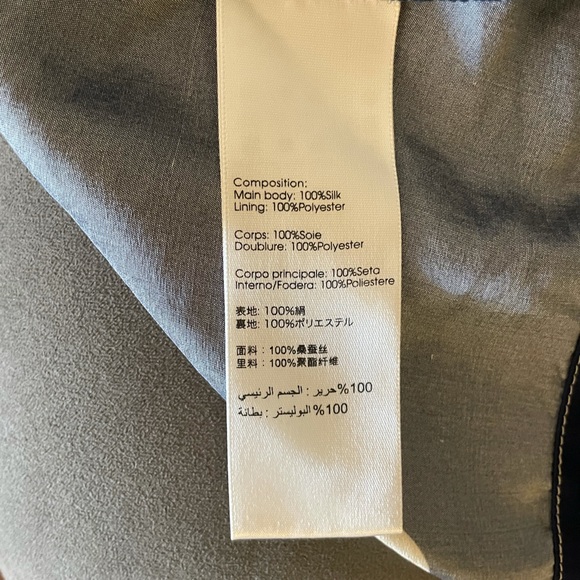 Composition:
Main body: 100%Silk
Lining: 100%Polyester
Corps: 100%Soie
Doublure: 100%Polyester
Corpo principale: 100%Seta
Interno/Fodera: 100%Poliestere
表地: 100%絹
裏地: 100%ポリエステル
面料：100%桑蚕丝
里料：100%聚酯纤维
100%حرير : الجسم الرئيسي
100%البوليستر : بطانة